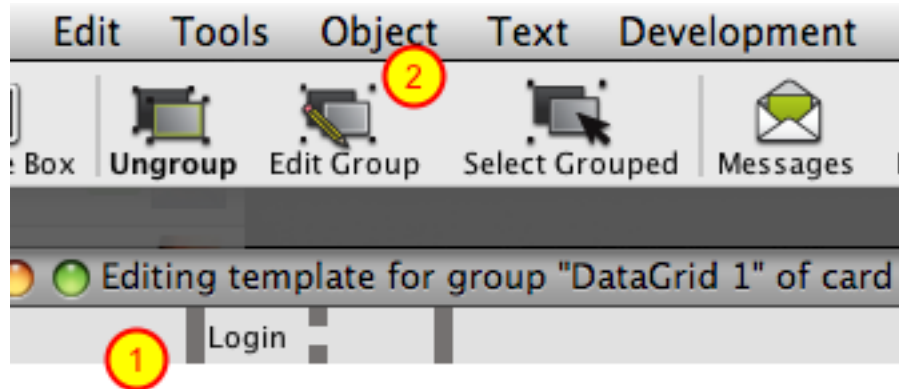 Edit Tools Object Text Development
2
Box Ungroup Edit Group Select Grouped Messages
Editing template for group "DataGrid 1" of card
Login
1